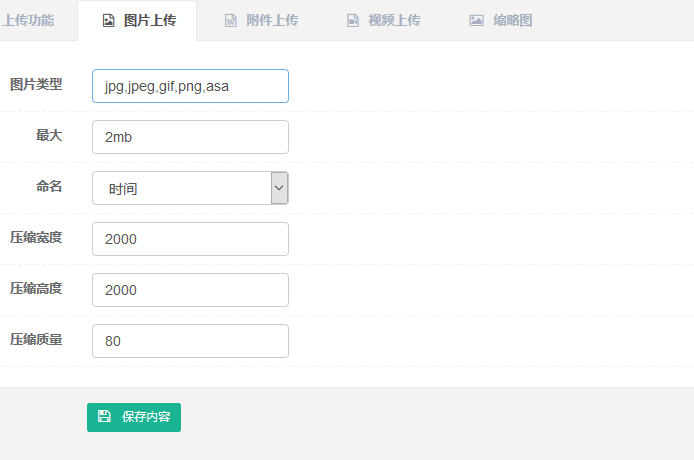 上传功能 图片上传 附件上传 视频上传 缩略图
图片类型 jpg,jpeg,gif,png,asa
最大 2mb
命名 时间
压缩宽度 2000
压缩高度 2000
压缩质量 80
保存内容